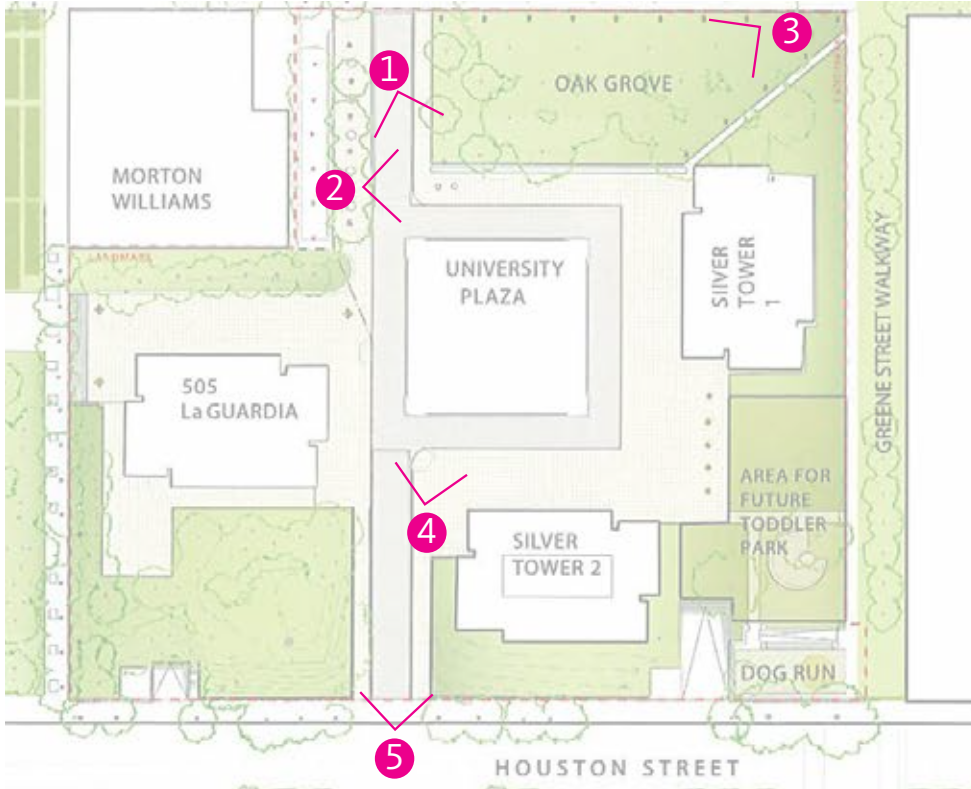 3
1
OAK GROVE
2
MORTON
WILLIAMS
LANDMARK
UNIVERSITY
PLAZA
SILVER
TOWER
1
GREENE STREET WALKWAY
505
La GUARDIA
AREA FOR
FUTURE
TODDLER
PARK
4
SILVER
TOWER 2
DOG RUN
5
HOUSTON STREET